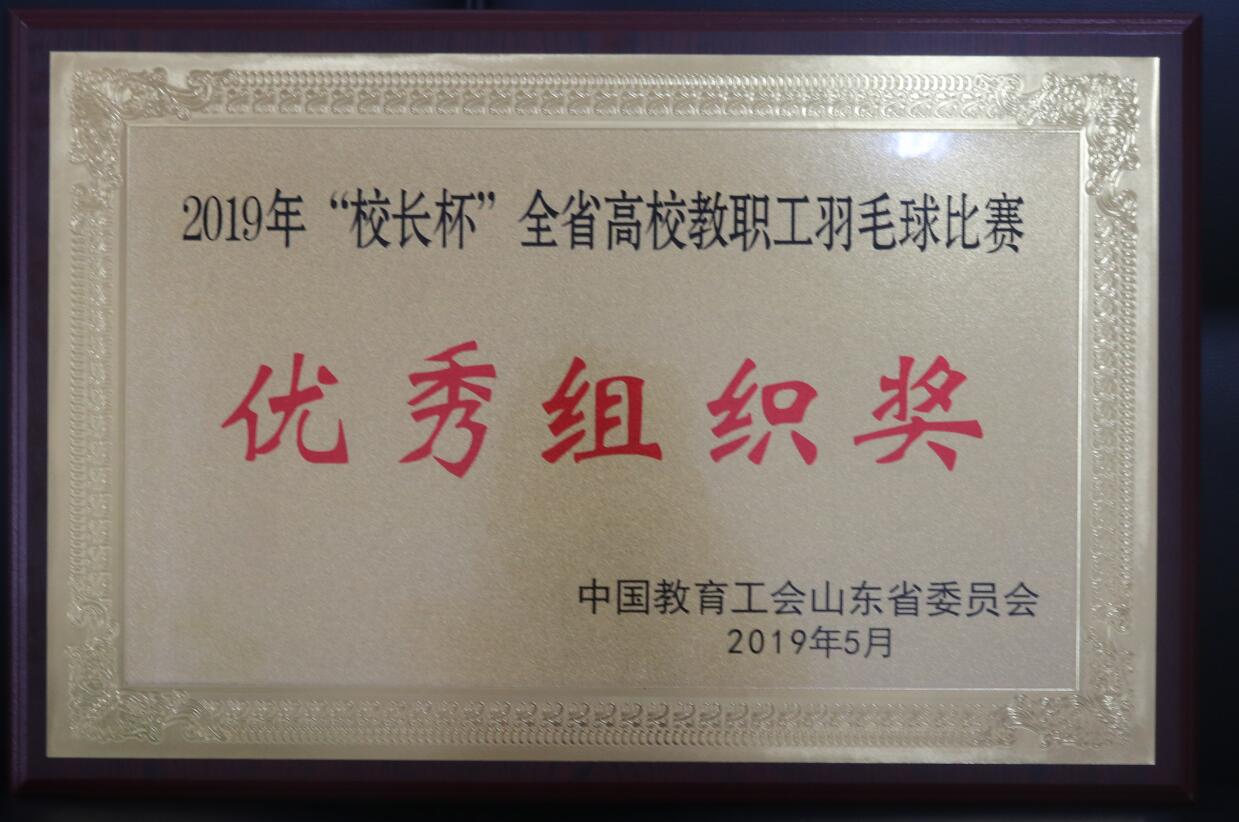 2019年“校长杯”全省高校教职工羽毛球比赛
优秀组织奖
中国教育工会山东省委员会
2019年5月